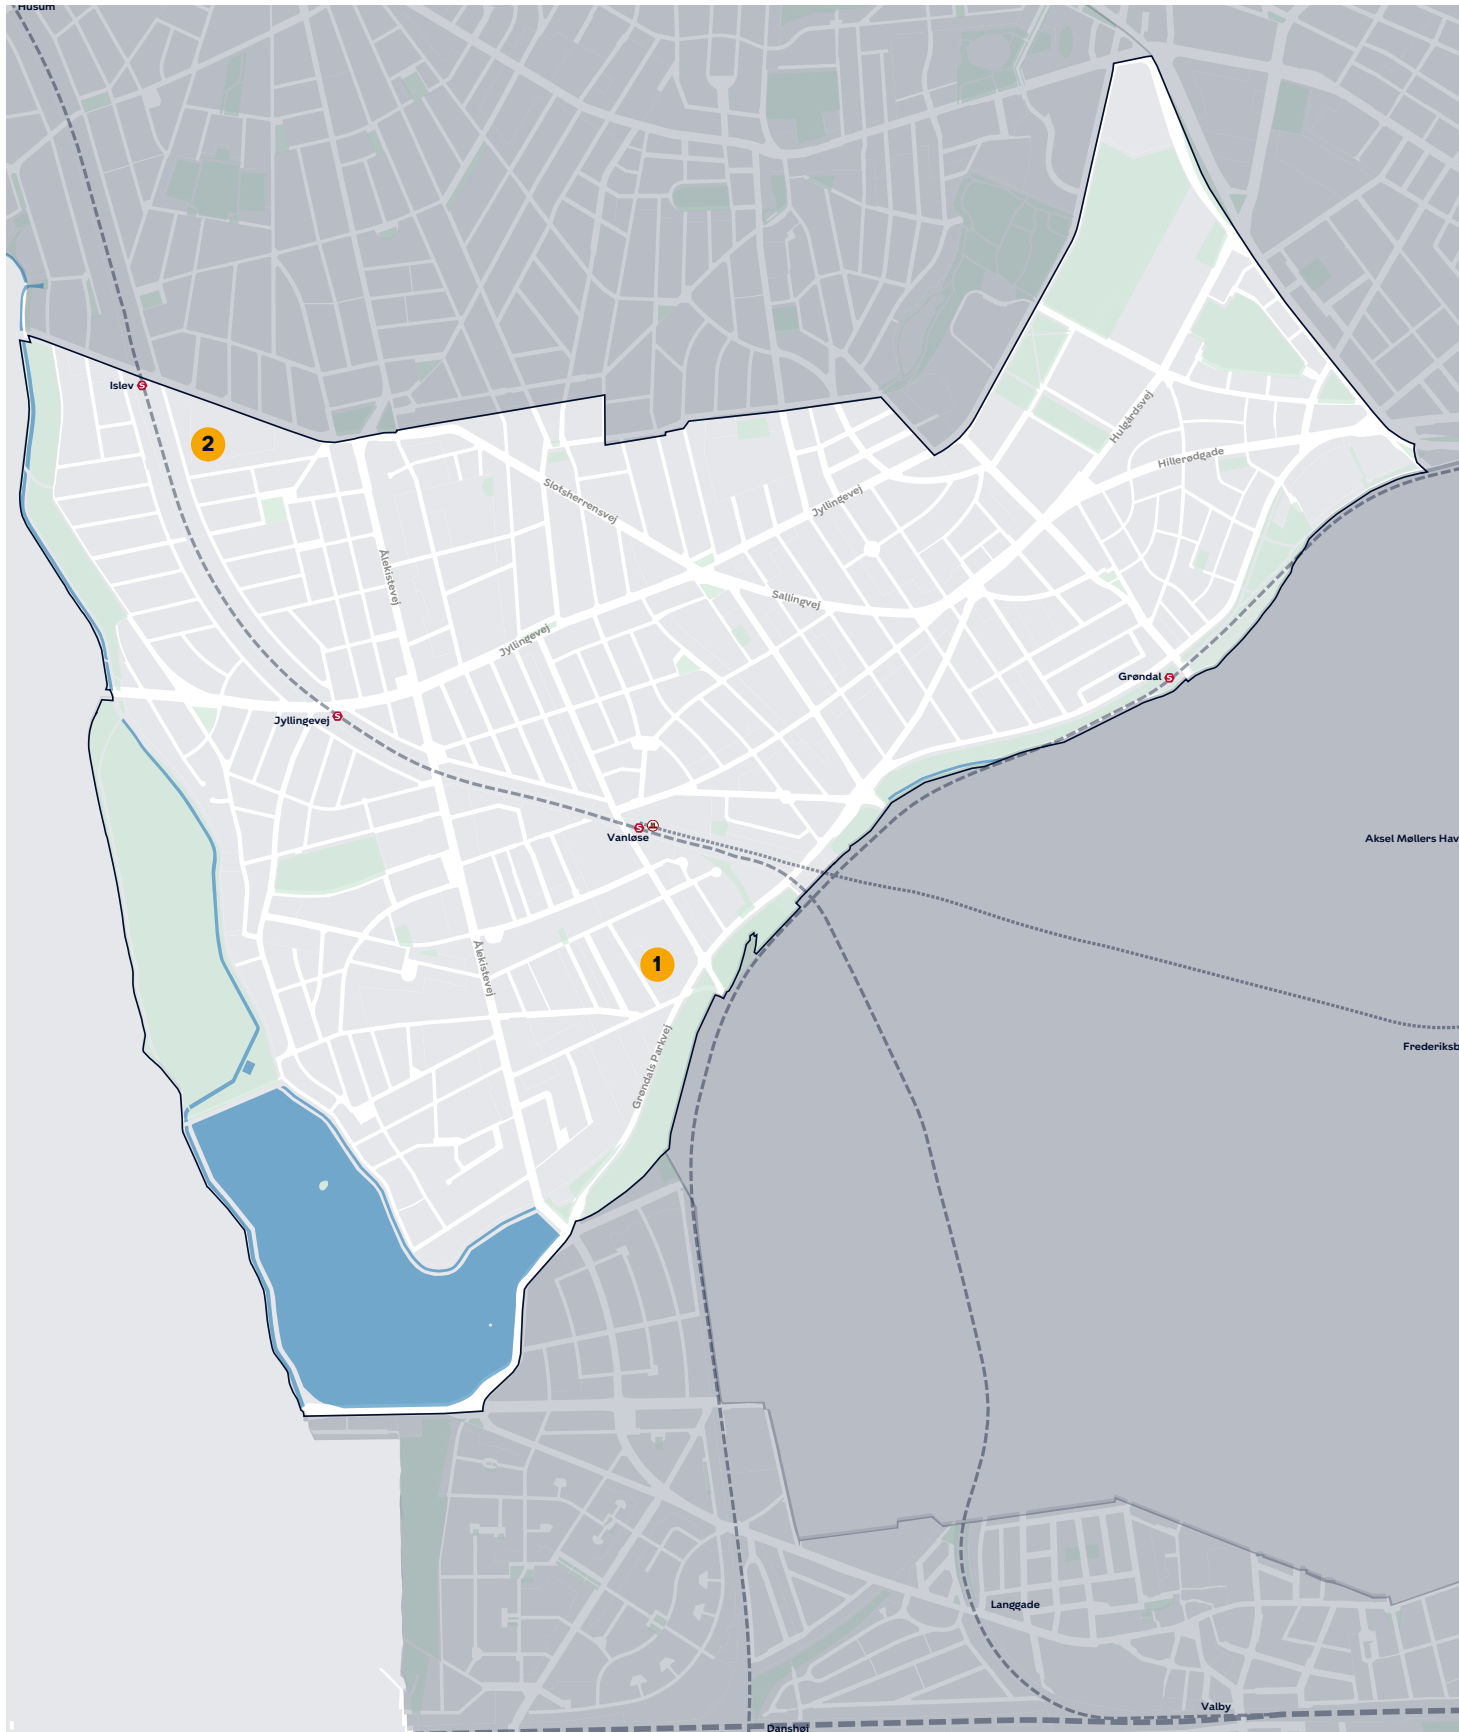 Husum
Islev
S
2
Hulgårdsvej
Hillerødgade
Slotsherrensvej
Jyllingevej
Ålekistevej
Sallingvej
Jyllingevej
Grøndal
S
Jyllingevej
S
S
M
Vanløse
Aksel Møllers Hav
Ålekistevej
1
Grøndals Parkvej
Frederiksb
Langgade
Valby
Danshøj